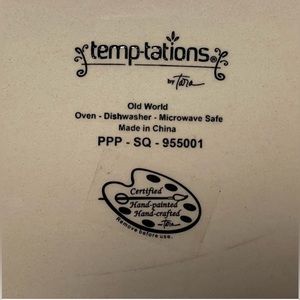 temp-tations®
by Tara
Old World
Oven - Dishwasher - Microwave Safe
Made in China
PPP - SQ - 955001
Certified
Hand-painted
Hand-crafted
by Tara
Remove before use.